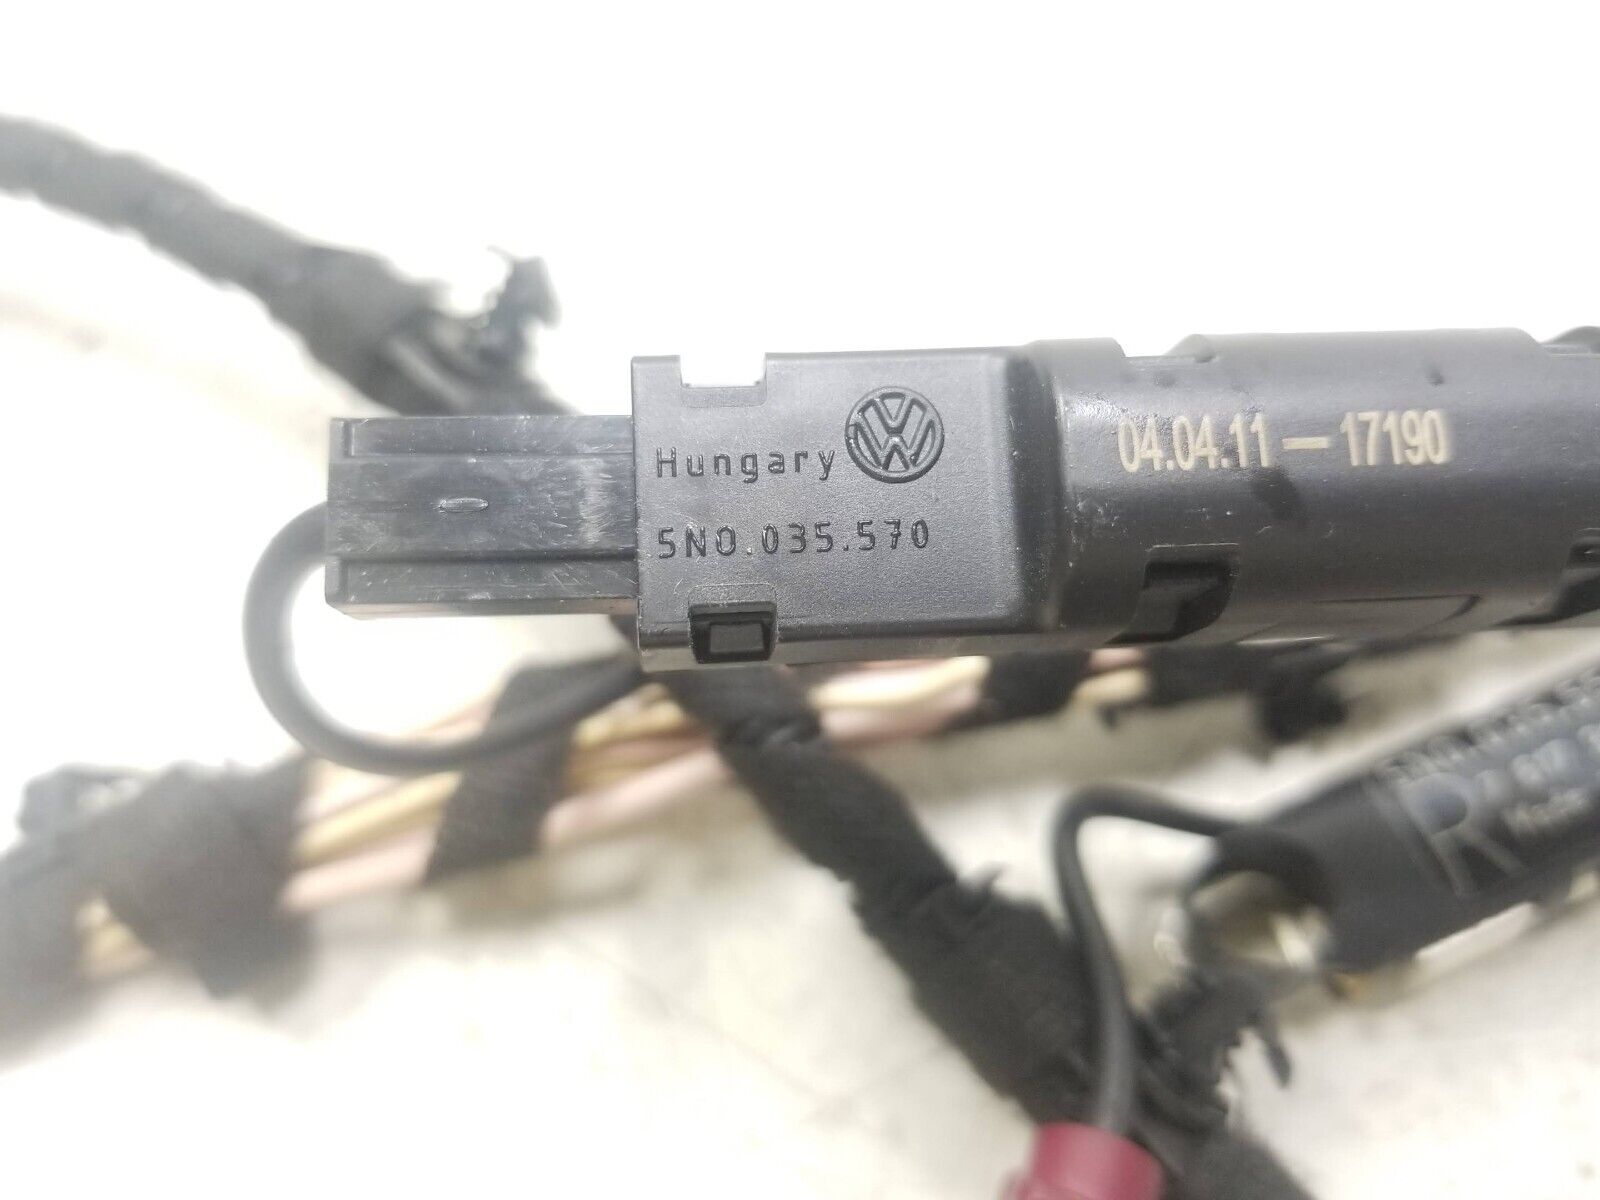 Hungary
5N0.035.570
04.04.11 — 17190
R